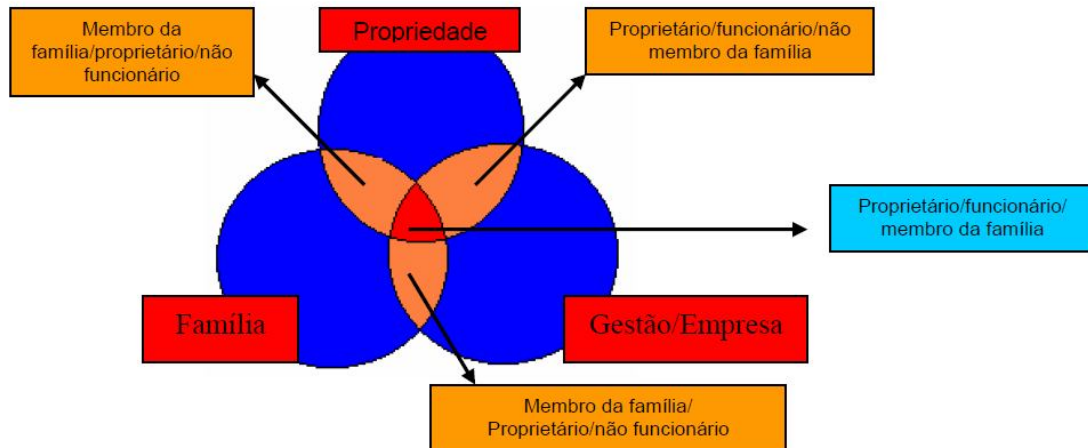 Membro da
família/proprietário/não
funcionário
Propriedade
Proprietário/funcionário/não
membro da família
Proprietário/funcionário/
membro da família
Família
Gestão/Empresa
Membro da família/
Proprietário/não funcionário